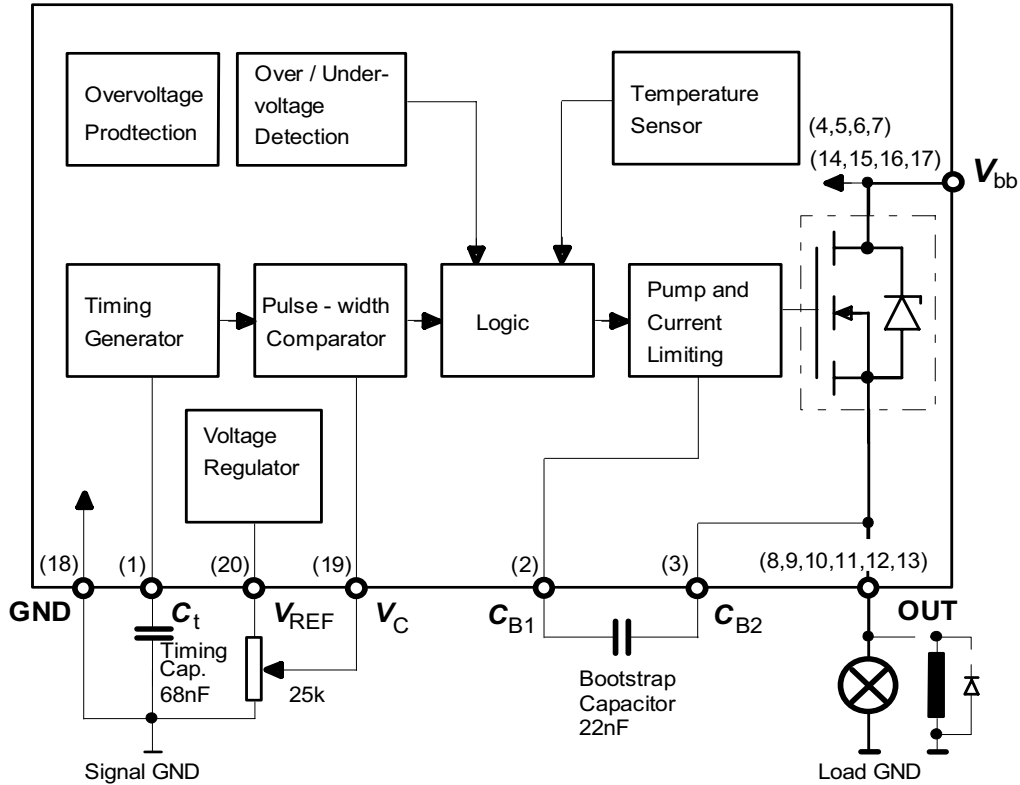 Overvoltage
Prodtection
Over / Under-
voltage
Detection
Temperature
Sensor
(4,5,6,7)
(14,15,16,17)
Vbb
Timing
Generator
Pulse - width
Comparator
Logic
Pump and
Current
Limiting
Voltage
Regulator
(18)
(1)
(20)
(19)
(2)
(3)
(8,9,10,11,12,13)
GND
Ct
VREF
VC
CB1
CB2
OUT
Timing
Cap.
68nF
25k
Bootstrap
Capacitor
22nF
Signal GND
Load GND